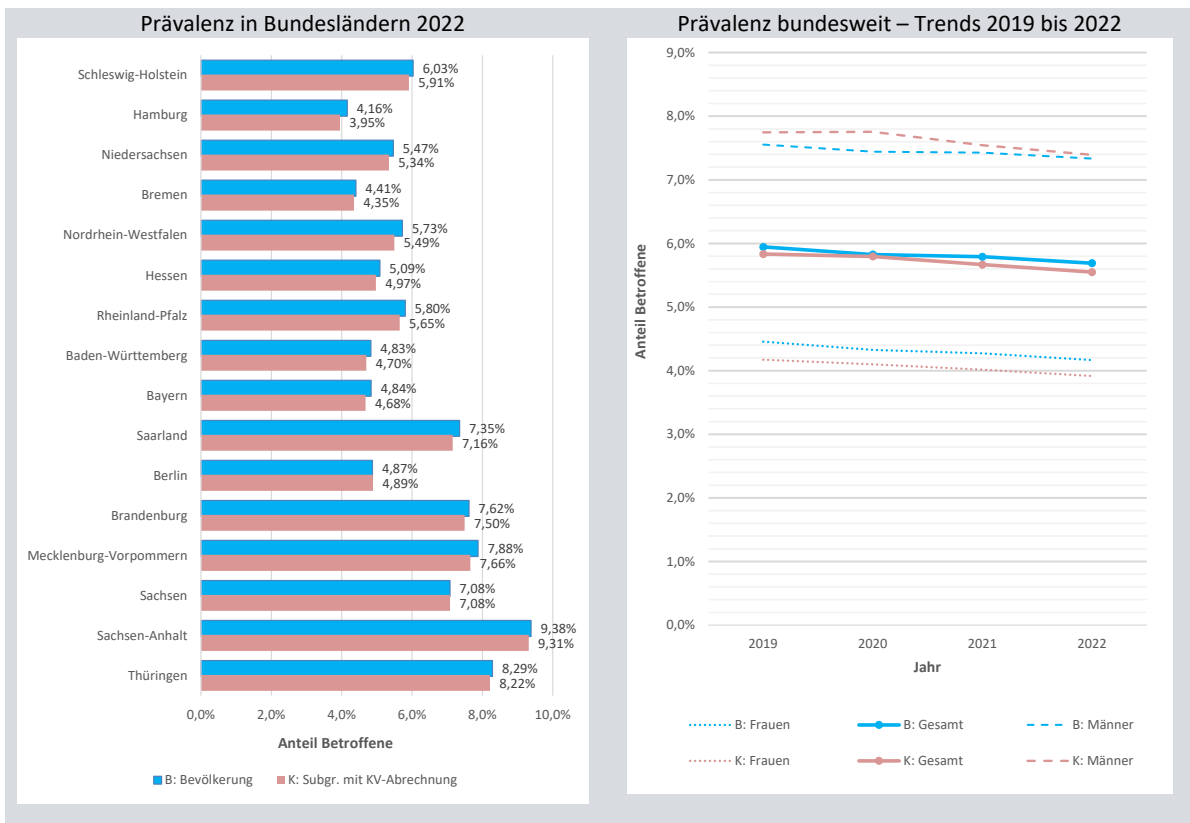 Prävalenz in Bundesländern 2022
Schleswig-Holstein
6,03%
5,91%
Hamburg
4,16%
3,95%
Niedersachsen
5,47%
5,34%
Bremen
4,41%
4,35%
Nordrhein-Westfalen
5,73%
5,49%
Hessen
5,09%
4,97%
Rheinland-Pfalz
5,80%
5,65%
Baden-Württemberg
4,83%
4,70%
Bayern
4,84%
4,68%
Saarland
7,35%
7,16%
Berlin
4,87%
4,89%
Brandenburg
7,62%
7,50%
Mecklenburg-Vorpommern
7,88%
7,66%
Sachsen
7,08%
7,08%
Sachsen-Anhalt
9,38%
9,31%
Thüringen
8,29%
8,22%
0,0% 2,0% 4,0% 6,0% 8,0% 10,0%
Anteil Betroffene
B: Bevölkerung K: Subgr. mit KV-Abrechnung
Prävalenz bundesweit – Trends 2019 bis 2022
9,0%
8,0%
7,0%
6,0%
5,0%
4,0%
3,0%
2,0%
1,0%
0,0%
Anteil Betroffene
2019 2020 2021 2022
Jahr
B: Frauen B: Gesamt B: Männer
K: Frauen K: Gesamt K: Männer